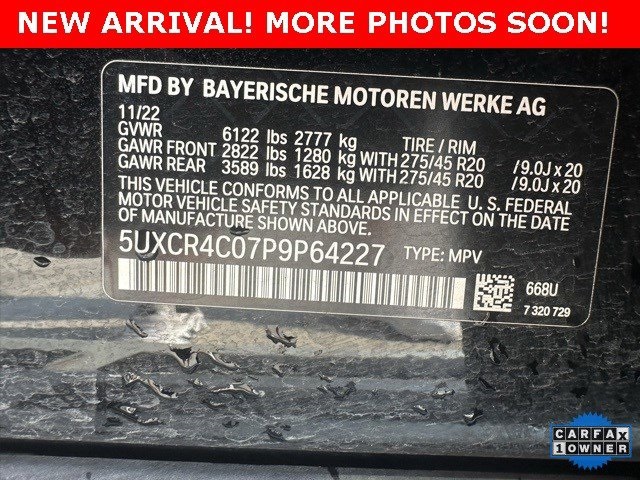 NEW ARRIVAL! MORE PHOTOS SOON!
MFD BY BAYERISCHE MOTOREN WERKE AG
11/22
GVWR 6122 lbs 2777 kg TIRE / RIM
GAWR FRONT 2822 lbs 1280 kg WITH 275/45 R20 /9.0J x 20
GAWR REAR 3589 lbs 1628 kg WITH 275/45 R20 /9.0J x 20
THIS VEHICLE CONFORMS TO ALL APPLICABLE U. S. FEDERAL
MOTOR VEHICLE SAFETY STANDARDS IN EFFECT ON THE DATE
OF MANUFACTURE SHOWN ABOVE.
5UXCR4C07P9P64227 TYPE: MPV
668U
7 320 729
CARFAX
1 OWNER